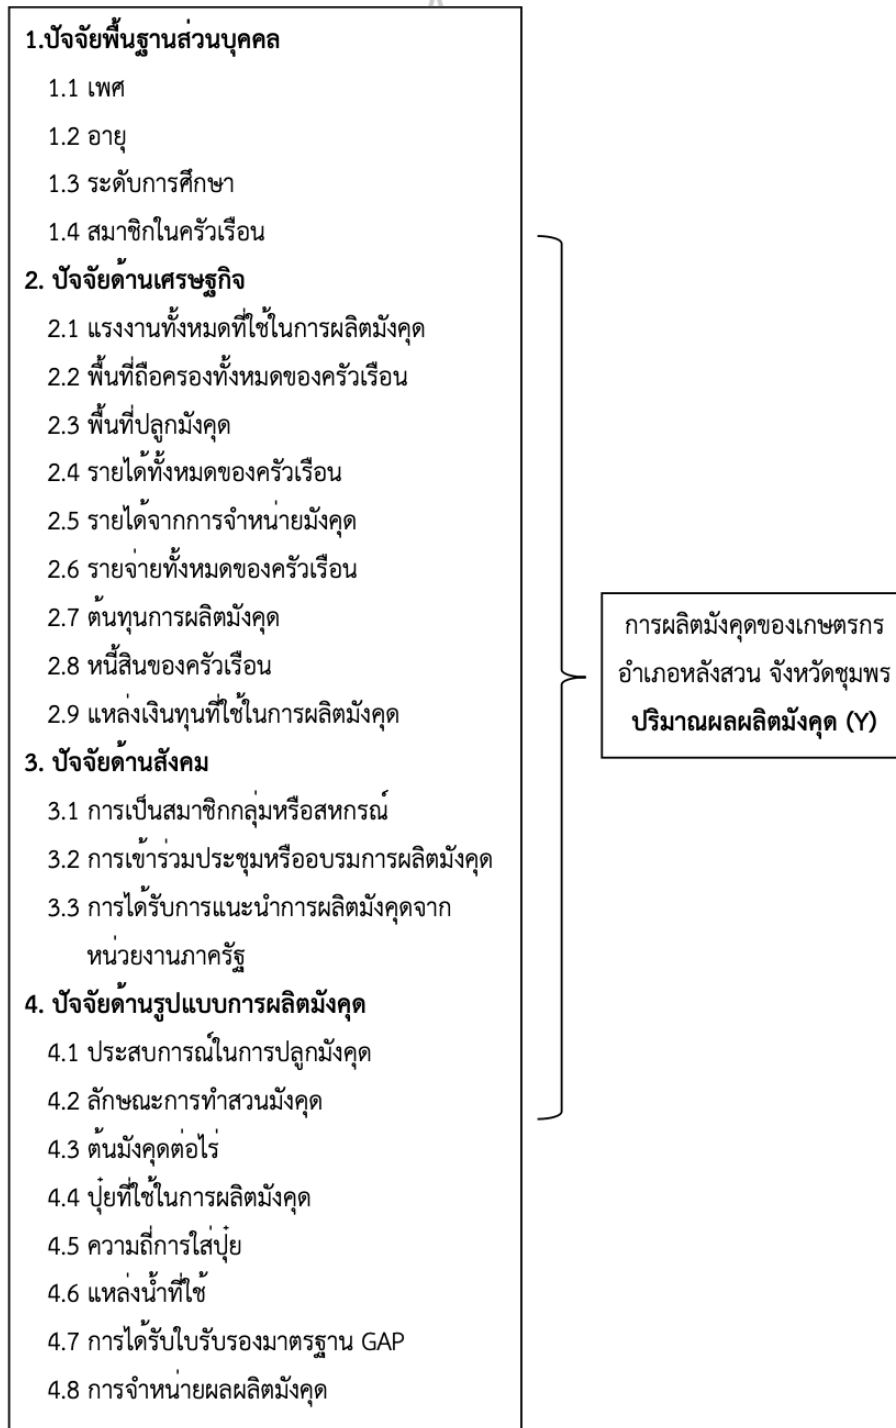 1.ปัจจัยพื้นฐานส่วนบุคคล
1.1 เพศ
1.2 อายุ
1.3 ระดับการศึกษา
1.4 สมาชิกในครัวเรือน
2. ปัจจัยด้านเศรษฐกิจ
2.1 แรงงานทั้งหมดที่ใช้ในการผลิตมังคุด
2.2 พื้นที่ถือครองทั้งหมดของครัวเรือน
2.3 พื้นที่ปลูกมังคุด
2.4 รายได้ทั้งหมดของครัวเรือน
2.5 รายได้จากการจำหน่ายมังคุด
2.6 รายจ่ายทั้งหมดของครัวเรือน
2.7 ต้นทุนการผลิตมังคุด
2.8 หนี้สินของครัวเรือน
2.9 แหล่งเงินทุนที่ใช้ในการผลิตมังคุด
3. ปัจจัยด้านสังคม
3.1 การเป็นสมาชิกกลุ่มหรือสหกรณ์
3.2 การเข้าร่วมประชุมหรืออบรมการผลิตมังคุด
3.3 การได้รับการแนะนำการผลิตมังคุดจาก
หน่วยงานภาครัฐ
4. ปัจจัยด้านรูปแบบการผลิตมังคุด
4.1 ประสบการณ์ในการปลูกมังคุด
4.2 ลักษณะการทำสวนมังคุด
4.3 ต้นมังคุดต่อไร่
4.4 ปุ๋ยที่ใช้ในการผลิตมังคุด
4.5 ความถี่การใส่ปุ๋ย
4.6 แหล่งน้ำที่ใช้
4.7 การได้รับใบรับรองมาตรฐาน GAP
4.8 การจำหน่ายผลผลิตมังคุด
การผลิตมังคุดของเกษตรกร
อำเภอหลังสวน จังหวัดชุมพร
ปริมาณผลผลิตมังคุด (Y)